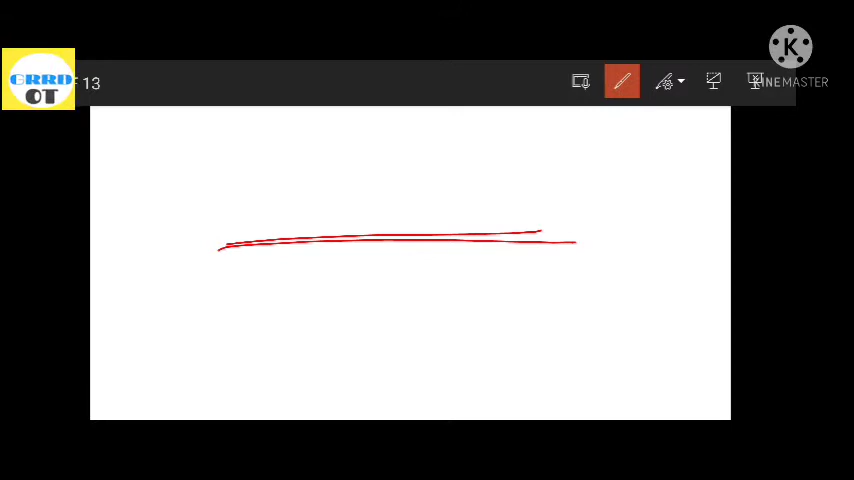 GRRD
OT
F 13
K
KINEMASTER